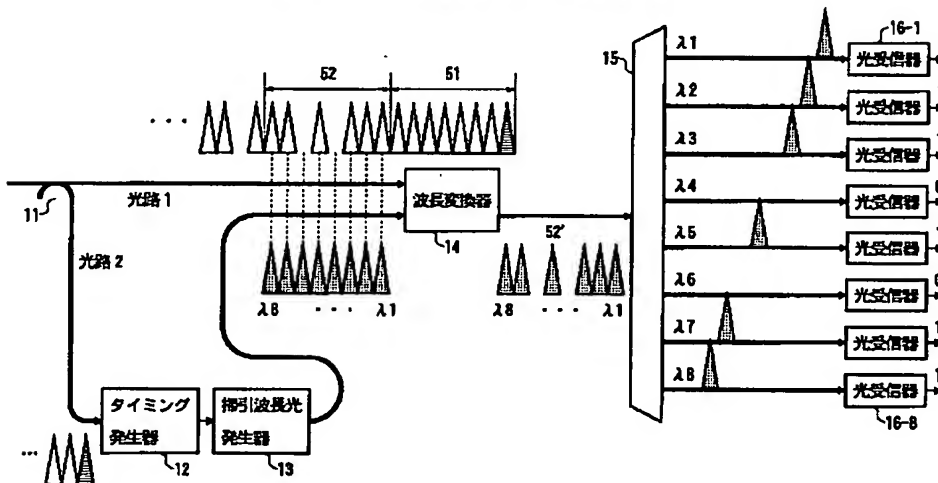 52
51
. . .
11
光路1
光路2
波長変換器
14
λ8
. . .
λ1
52'
λ8
. . .
λ1
...
タイミング
発生器
12
掃引波長光
発生器
13
15
λ1
λ2
λ3
λ4
λ5
λ6
λ7
λ8
16-1
光受信器
光受信器
光受信器
光受信器
光受信器
光受信器
光受信器
光受信器
16-8